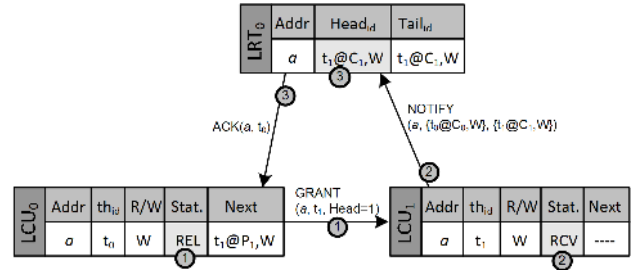 LRT0 Addr Headid Tailid
a t1@C1,W t1@C1,W
3
3
ACK(a, t0)
NOTIFY
(a, {t0@C0,W}, {t1@C1,W})
2
LCU0 Addr thid R/W Stat. Next
a t0 W REL t1@P1,W
1
GRANT
(a, t1, Head=1)
1
LCU1 Addr thid R/W Stat. Next
a t1 W RCV ----
2